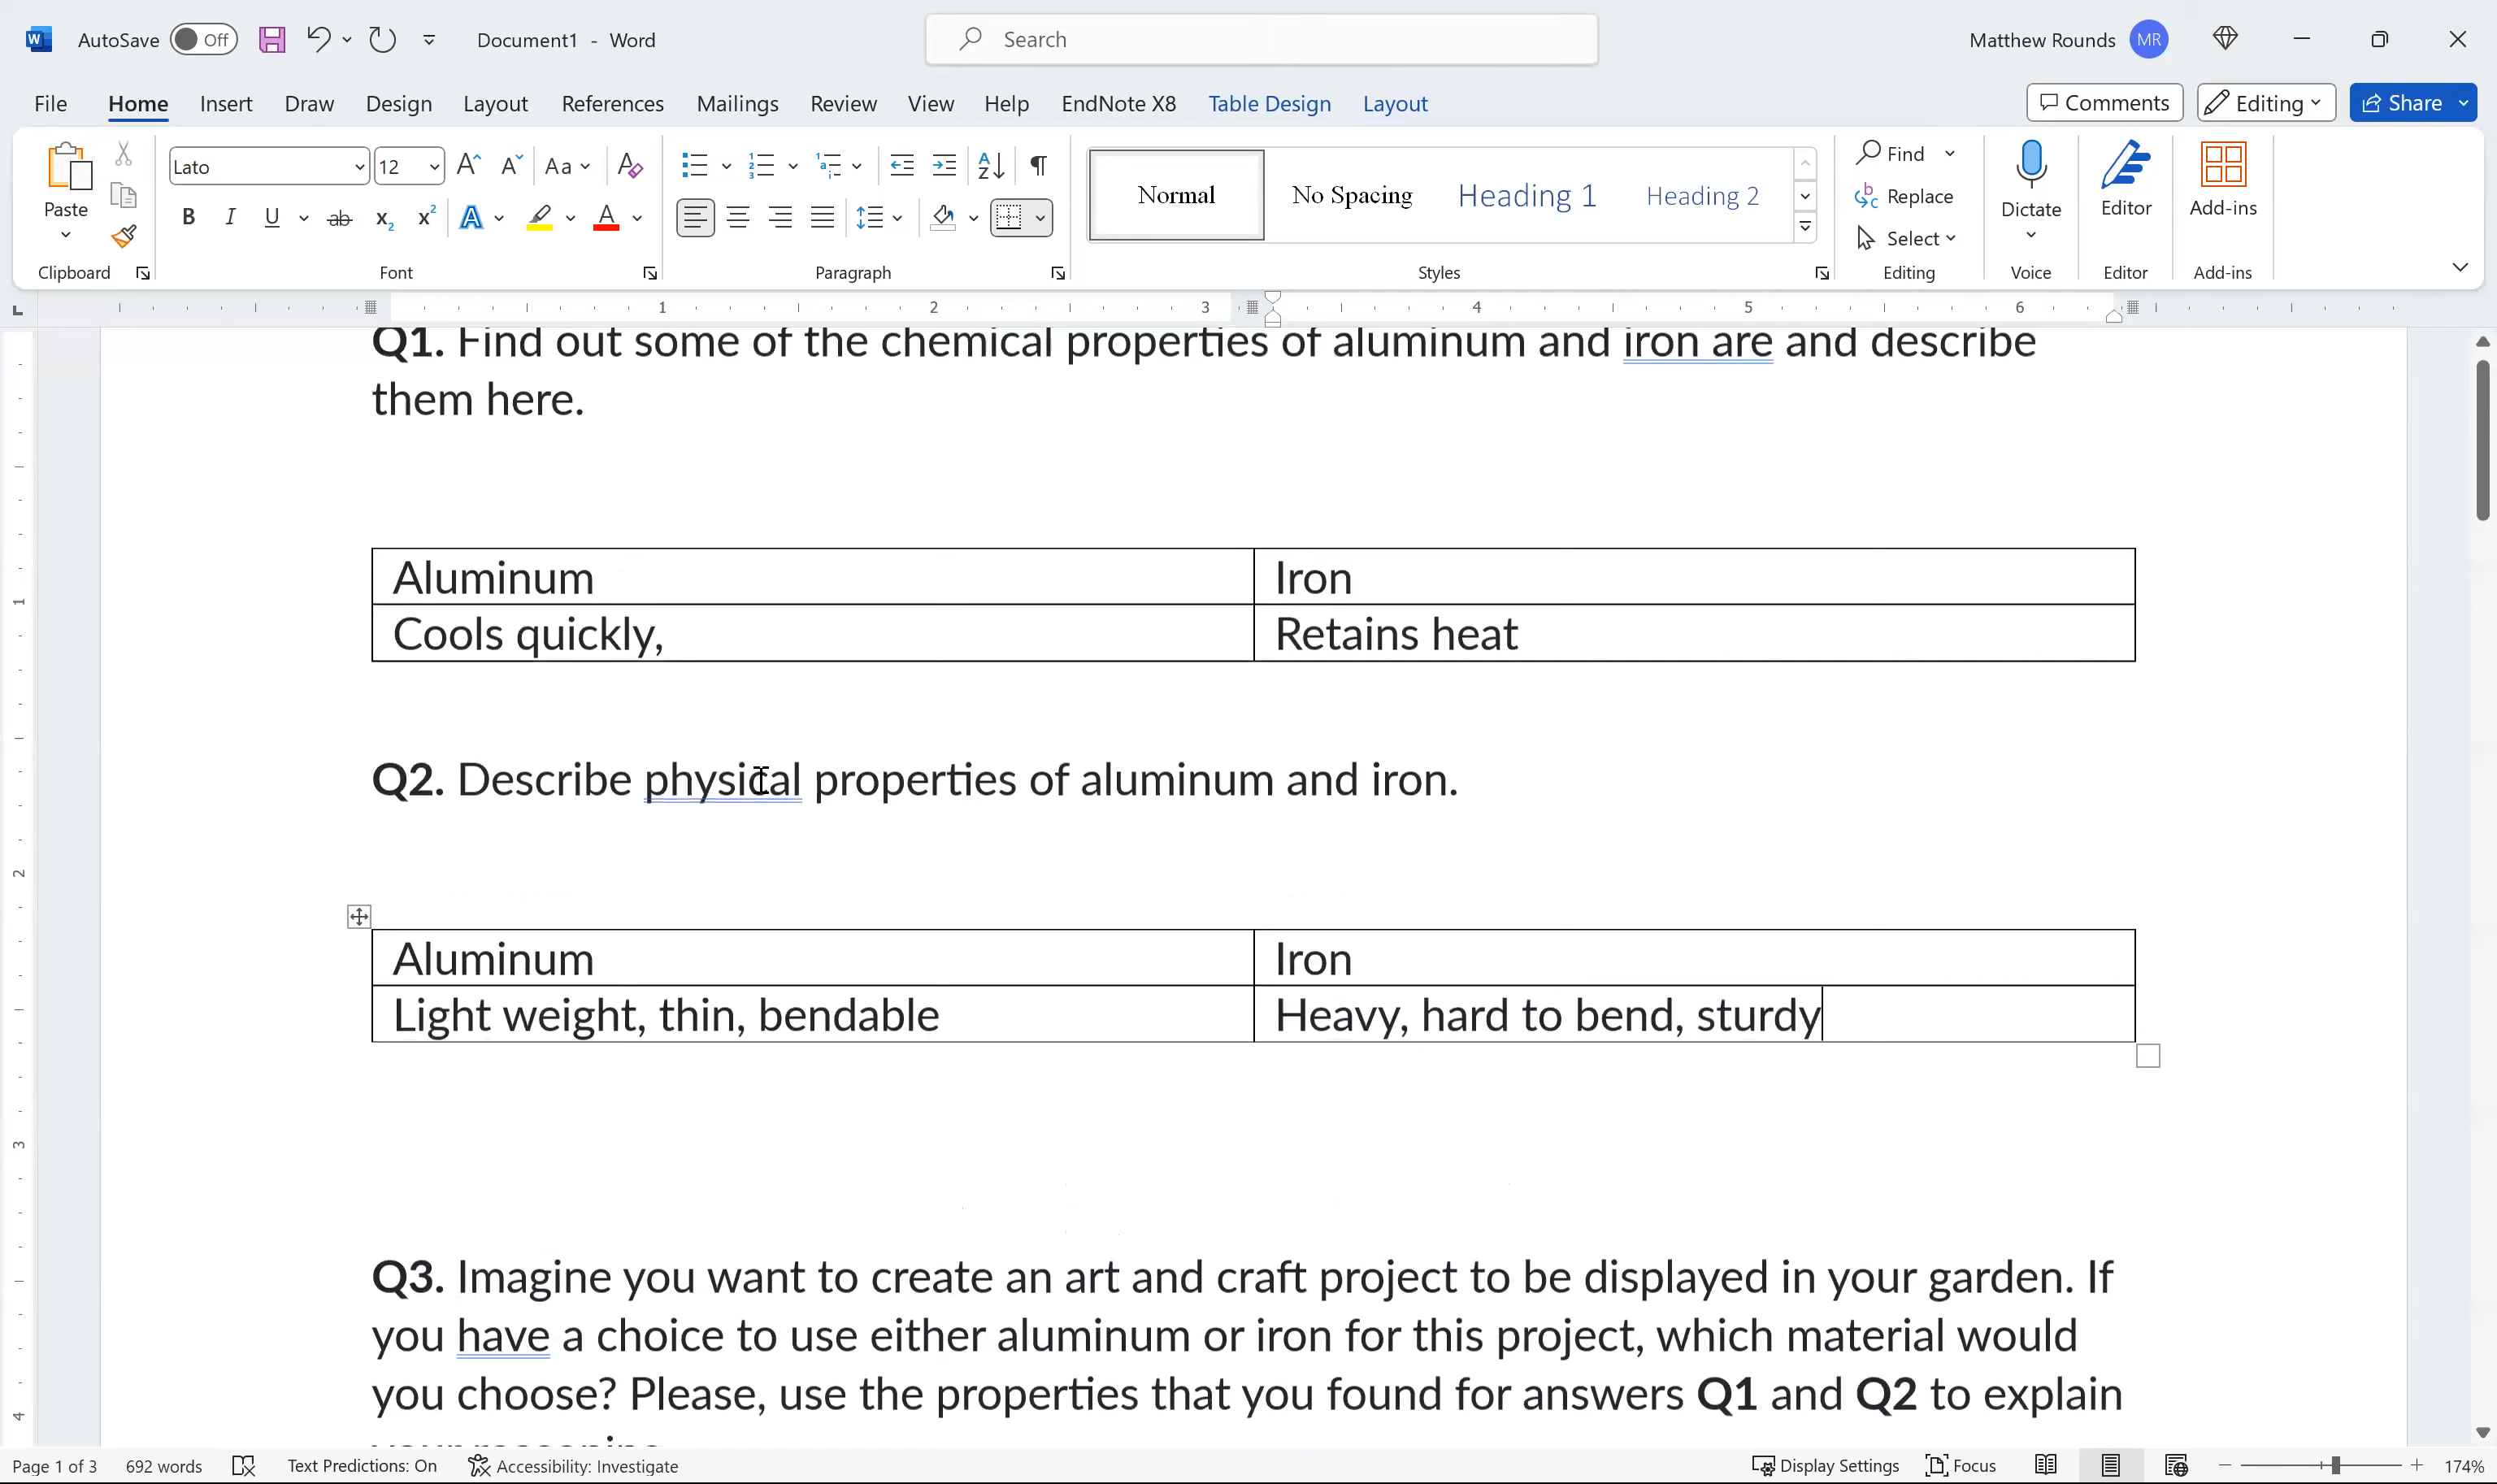 AutoSave Off Document1 - Word Search Matthew Rounds MR
File Home Insert Draw Design Layout References Mailings Review View Help EndNote X8 Table Design Layout Comments Editing Share
Paste Lato 12 Aa Normal No Spacing Heading 1 Heading 2 Find Replace Select Dictate Editor Add-ins
Clipboard Font Paragraph Styles Editing Voice Editor Add-ins
1 2 3 4 5 6
Q1. Find out some of the chemical properties of aluminum and iron are and describe
them here.
Aluminum Iron
Cools quickly, Retains heat
Q2. Describe physical properties of aluminum and iron.
Aluminum Iron
Light weight, thin, bendable Heavy, hard to bend, sturdy
Q3. Imagine you want to create an art and craft project to be displayed in your garden. If
you have a choice to use either aluminum or iron for this project, which material would
you choose? Please, use the properties that you found for answers Q1 and Q2 to explain
Page 1 of 3 692 words Text Predictions: On Accessibility: Investigate Display Settings Focus 174%